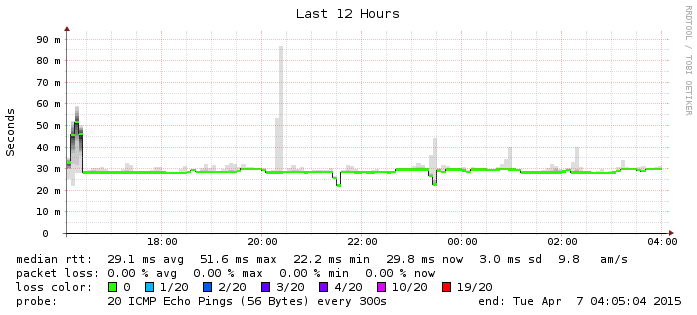 Last 12 Hours
RRDTOOL / TOBI OETIKER
Seconds
90 m
80 m
70 m
60 m
50 m
40 m
30 m
20 m
10 m
0
18:00 20:00 22:00 00:00 02:00 04:00
median rtt: 29.1 ms avg 51.6 ms max 22.2 ms min 29.8 ms now 3.0 ms sd 9.8 am/s
packet loss: 0.00 % avg 0.00 % max 0.00 % min 0.00 % now
loss color: 0 1/20 2/20 3/20 4/20 10/20 19/20
probe: 20 ICMP Echo Pings (56 Bytes) every 300s end: Tue Apr 7 04:05:04 2015